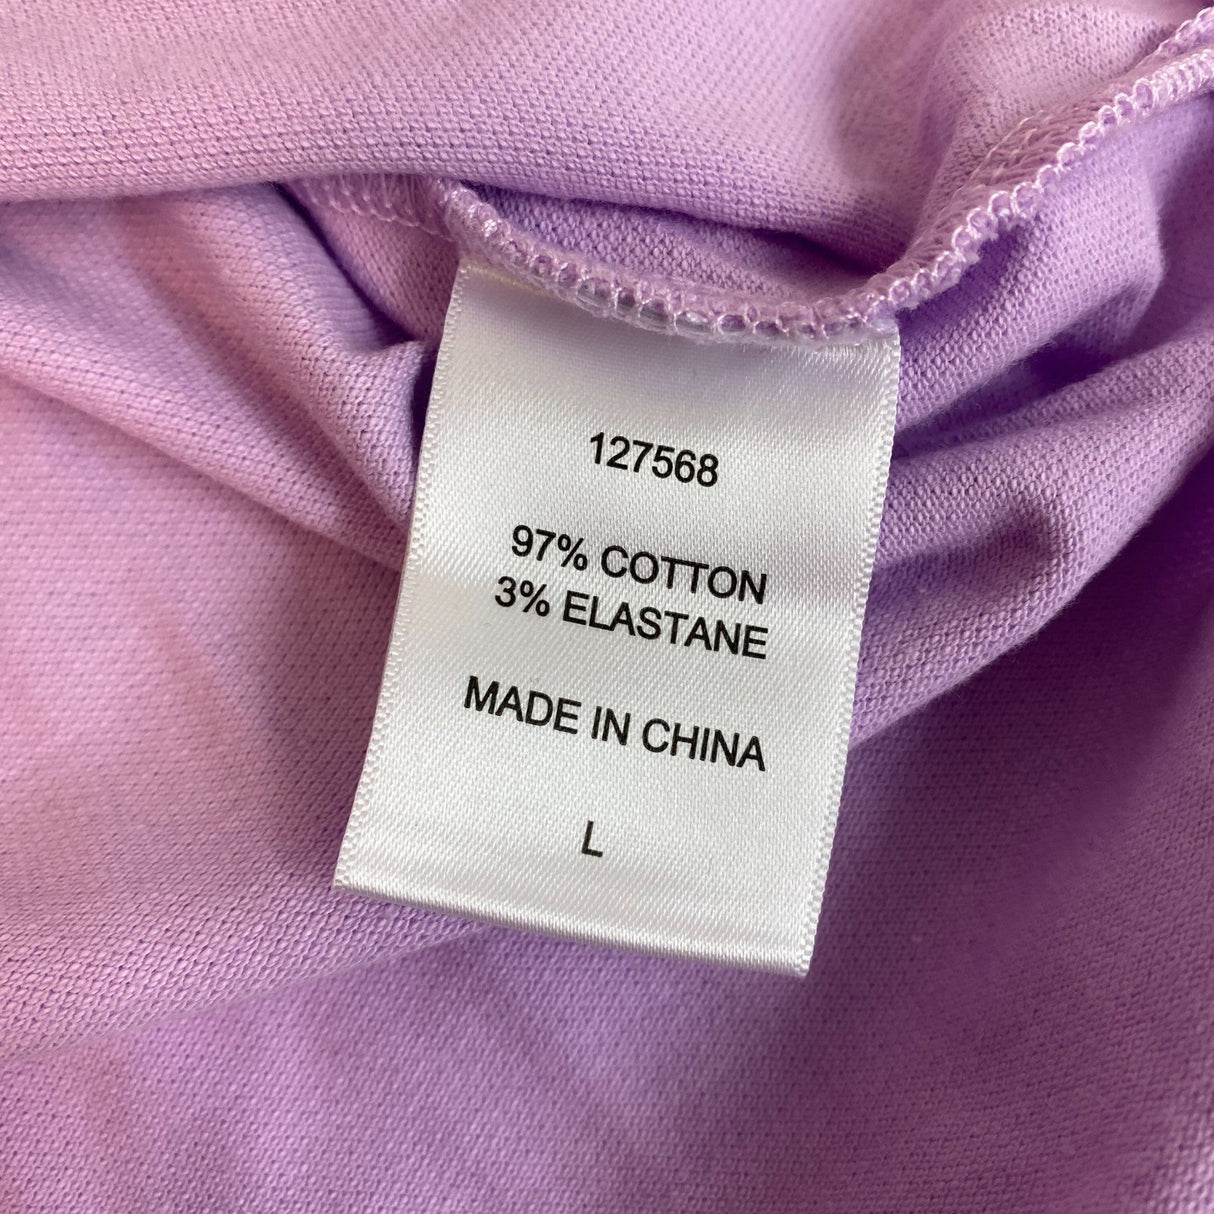 127568
97% COTTON
3% ELASTANE
MADE IN CHINA
L